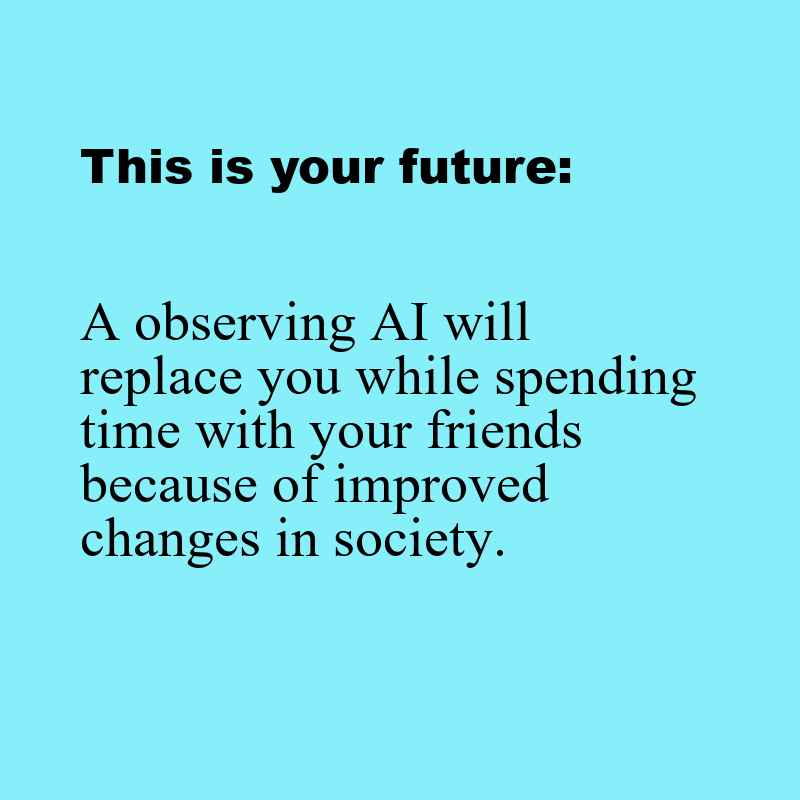 This is your future:
A observing AI will
replace you while spending
time with your friends
because of improved
changes in society.